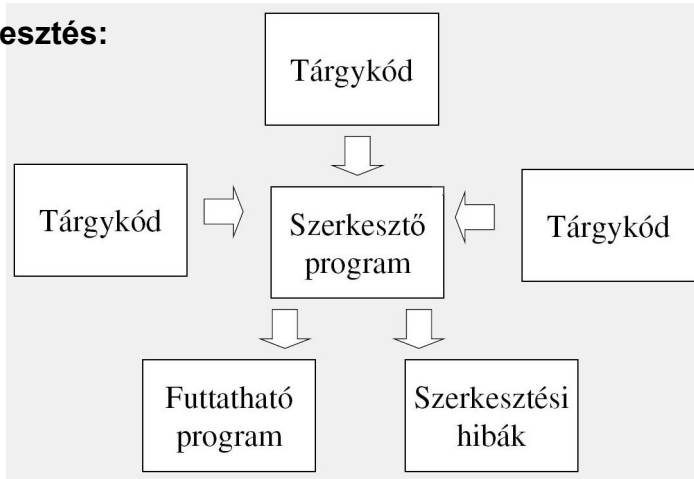 esztés:
Tárgykód
Tárgykód
Szerkesztő
program
Tárgykód
Futtatható
program
Szerkesztési
hibák